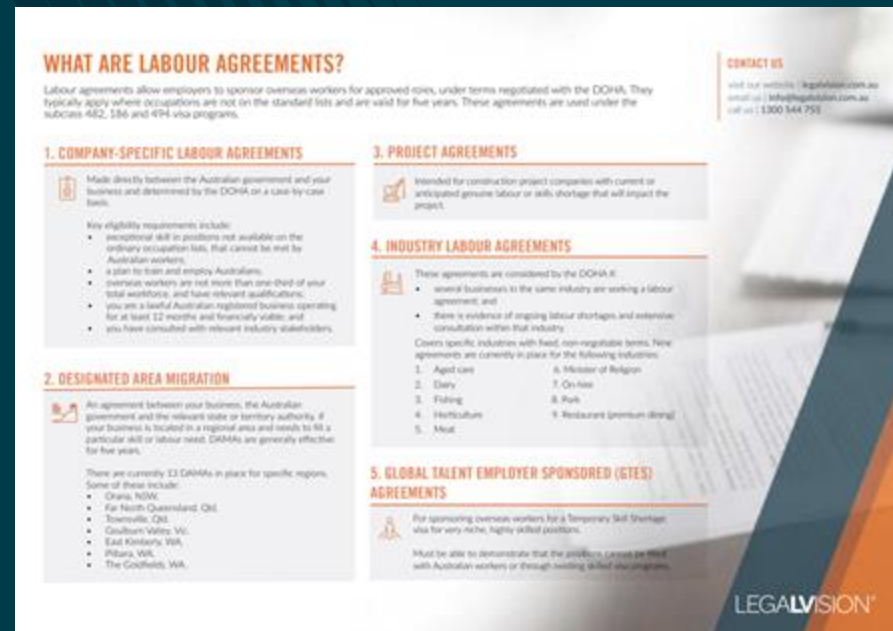 WHAT ARE LABOUR AGREEMENTS?
Labour agreements allow employers to sponsor overseas workers for approved roles, under terms negotiated with the DOHA. They
typically apply where occupations are not on the standard lists and are valid for five years. These agreements are used under the
subclass 482, 186 and 494 visa programs.
CONTACT US
visit our website | legalvision.com.au
email us | info@legalvision.com.au
call us | 1300 544 755
1. COMPANY-SPECIFIC LABOUR AGREEMENTS
Made directly between the Australian government and your
business and determined by the DOHA on a case-by-case
basis.
Key eligibility requirements include:
• exceptional skill in positions not available on the
ordinary occupation lists, that cannot be met by
Australian workers;
• a plan to train and employ Australians;
• overseas workers are not more than one-third of your
total workforce, and have relevant qualifications;
• you are a lawful Australian registered business operating
for at least 12 months and financially viable; and
• you have consulted with relevant industry stakeholders.
2. DESIGNATED AREA MIGRATION
An agreement between your business, the Australian
government and the relevant state or territory authority, if
your business is located in a regional area and needs to fill a
particular skill or labour need. DAMAs are generally effective
for five years.
There are currently 13 DAMAs in place for specific regions.
Some of these include:
• Orana, NSW.
• Far North Queensland, Qld.
• Townsville, Qld.
• Goulburn Valley, Vic.
• East Kimberly, WA.
• Pilbara, WA.
• The Goldfields, WA.
3. PROJECT AGREEMENTS
Intended for construction project companies with current or
anticipated genuine labour or skills shortage that will impact the
project.
4. INDUSTRY LABOUR AGREEMENTS
These agreements are considered by the DOHA if:
• several businesses in the same industry are seeking a labour
agreement; and
• there is evidence of ongoing labour shortages and extensive
consultation within that industry.
Covers specific industries with fixed, non-negotiable terms. Nine
agreements are currently in place for the following industries:
1. Aged care
2. Dairy
3. Fishing
4. Horticulture
5. Meat
6. Minister of Religion
7. On-hire
8. Pork
9. Restaurant (premium dining)
5. GLOBAL TALENT EMPLOYER SPONSORED (GTES)
AGREEMENTS
For sponsoring overseas workers for a Temporary Skill Shortage
visa for very niche, highly skilled positions.
Must be able to demonstrate that the positions cannot be filled
with Australian workers or through existing skilled visa programs.
LEGALVISION